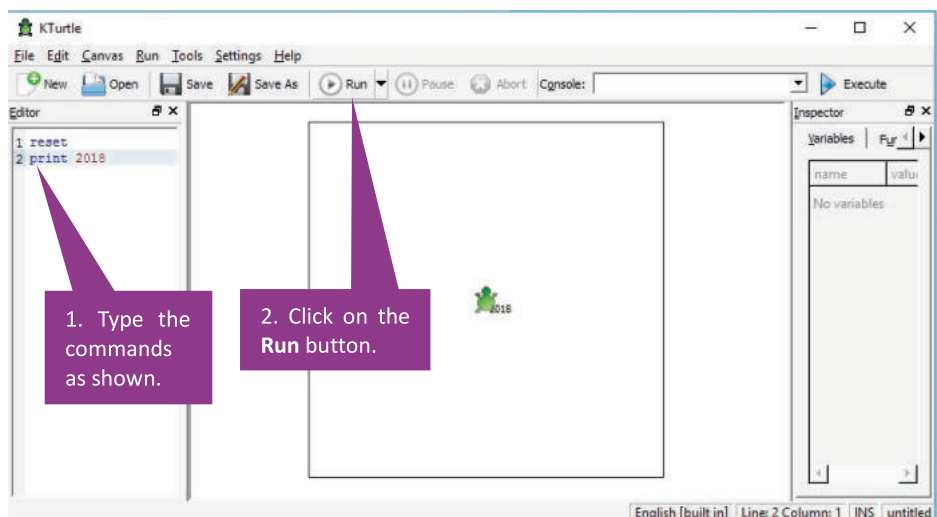 KTurtle
File Edit Canvas Run Tools Settings Help
New Open Save Save As Run Pause Abort Console: Execute
Editor
1 reset
2 print 2018
1. Type the
commands
as shown.
2. Click on the
Run button.
2018
Inspector
Variables
name
No variables
English [built in] Line: 2 Column: 1 INS untitled